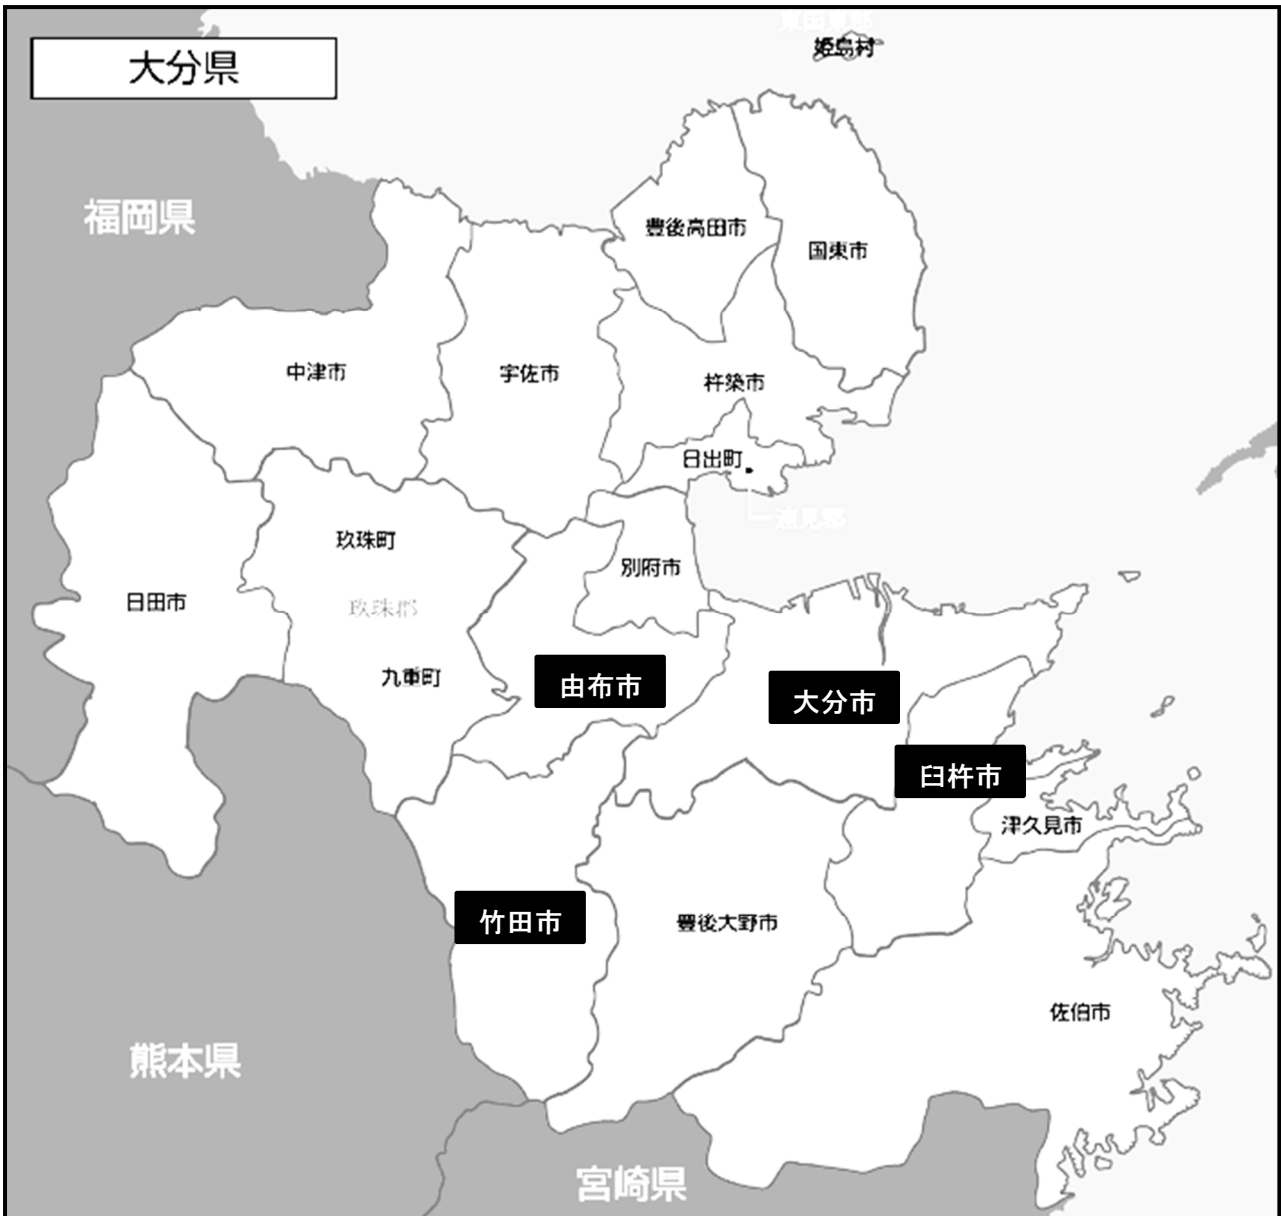 大分県
姫島村
福岡県
豊後高田市
国東市
中津市
宇佐市
杵築市
日出町
速見郡
玖珠町
別府市
日田市
玖珠郡
九重町
由布市
大分市
臼杵市
津久見市
竹田市
豊後大野市
佐伯市
熊本県
宮崎県